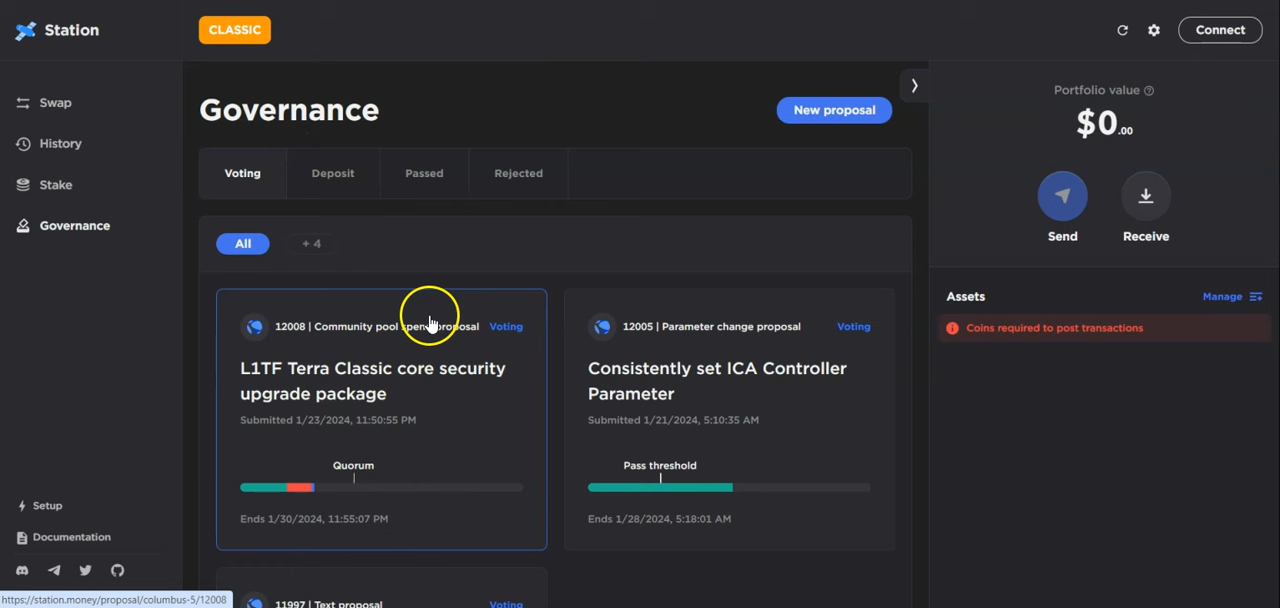 Station
CLASSIC
Connect
Swap
History
Stake
Governance
Setup
Documentation
https://station.money/proposal/columbus-5/12008
Governance
New proposal
Voting
Deposit
Passed
Rejected
All
+ 4
12008 | Community pool spend proposal
Voting
L1TF Terra Classic core security
upgrade package
Submitted 1/23/2024, 11:50:55 PM
Quorum
Ends 1/30/2024, 11:55:07 PM
12005 | Parameter change proposal
Voting
Consistently set ICA Controller
Parameter
Submitted 1/21/2024, 5:10:35 AM
Pass threshold
Ends 1/28/2024, 5:18:01 AM
11997 | Text proposal
Voting
Portfolio value
$0.00
Send
Receive
Assets
Manage
Coins required to post transactions